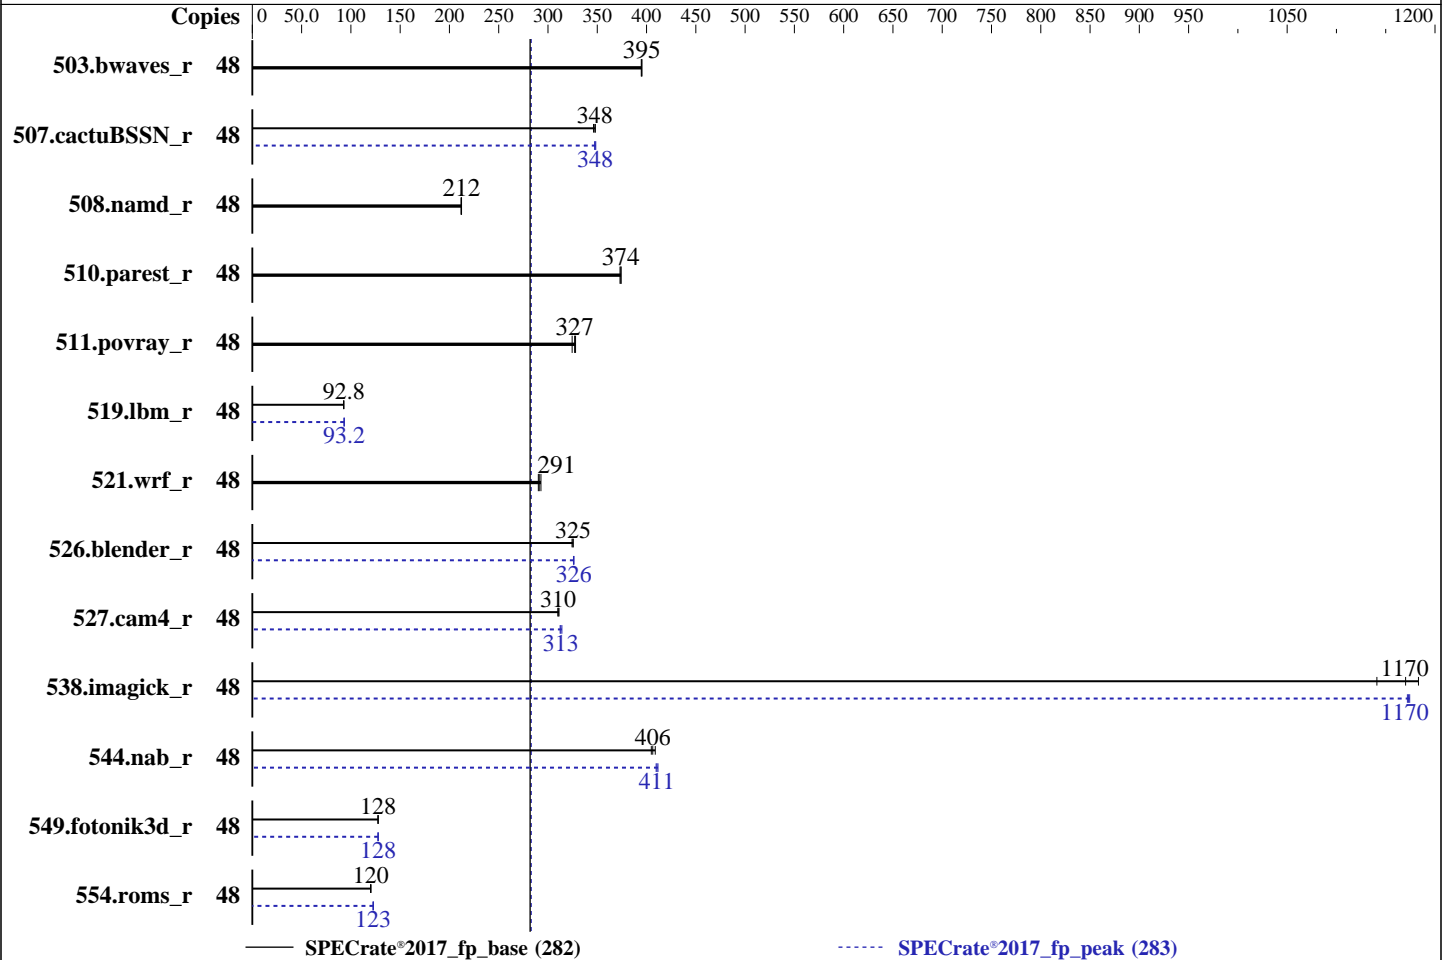 Copies 0 50.0 100 150 200 250 300 350 400 450 500 550 600 650 700 750 800 850 900 950 1050 1200
395
503.bwaves_r 48
348
507.cactuBSSN_r 48
348
212
508.namd_r 48
374
510.parest_r 48
327
511.povray_r 48
92.8
519.lbm_r 48
93.2
291
521.wrf_r 48
325
526.blender_r 48
326
310
527.cam4_r 48
313
1170
538.imagick_r 48
1170
406
544.nab_r 48
411
128
549.fotonik3d_r 48
128
120
554.roms_r 48
123
SPECrate®2017_fp_base (282) SPECrate®2017_fp_peak (283)